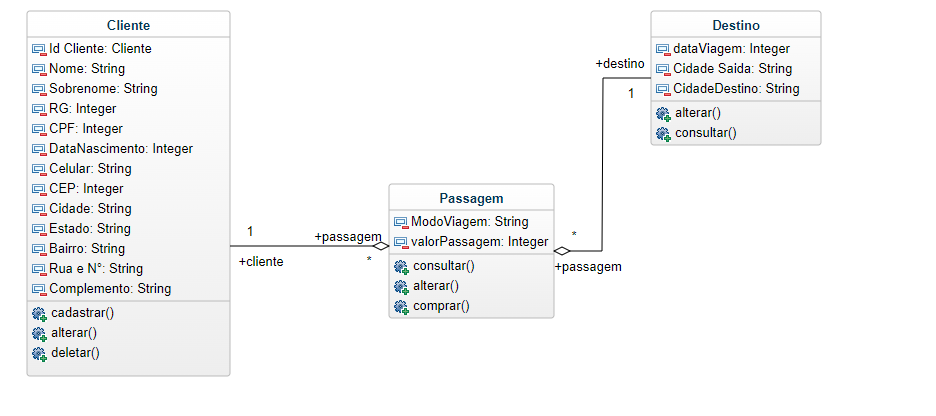 Cliente
Id Cliente: Cliente
Nome: String
Sobrenome: String
RG: Integer
CPF: Integer
DataNascimento: Integer
Celular: String
CEP: Integer
Cidade: String
Estado: String
Bairro: String
Rua e N°: String
Complemento: String
cadastrar()
alterar()
deletar()
1
+cliente
+passagem
*
Passagem
ModoViagem: String
valorPassagem: Integer
consultar()
alterar()
comprar()
*
+passagem
+destino
1
Destino
dataViagem: Integer
Cidade Saida: String
CidadeDestino: String
alterar()
consultar()